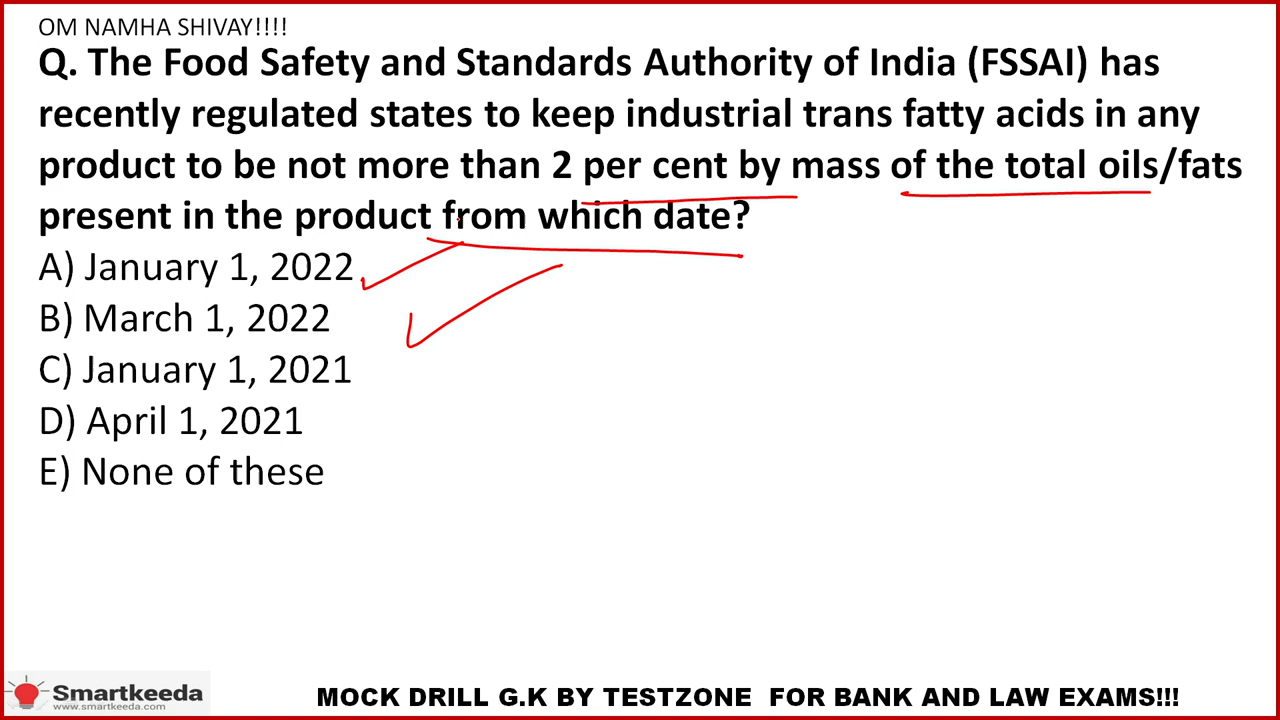 OM NAMHA SHIVAY!!!!
Q. The Food Safety and Standards Authority of India (FSSAI) has
recently regulated states to keep industrial trans fatty acids in any
product to be not more than 2 per cent by mass of the total oils/fats
present in the product from which date?
A) January 1, 2022
B) March 1, 2022
C) January 1, 2021
D) April 1, 2021
E) None of these
Smartkeeda
www.smartkeeda.com
MOCK DRILL G.K BY TESTZONE FOR BANK AND LAW EXAMS!!!